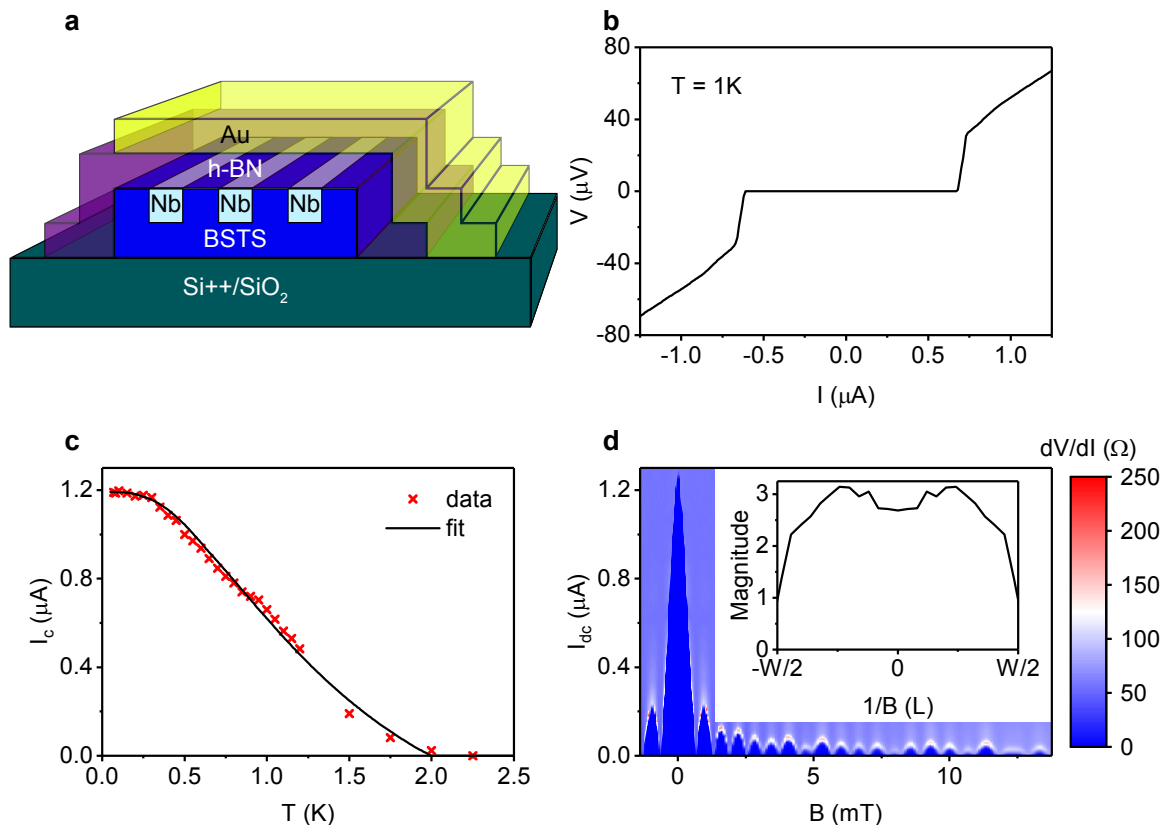 a
Au
h-BN
Nb Nb Nb
BSTS
Si++/SiO2
b
T = 1K
80
40
0
-40
-80
V (μV)
-1.0 -0.5 0.0 0.5 1.0
I (μA)
c
data
fit
1.2
0.8
0.4
0.0
Ic (μA)
0.0 0.5 1.0 1.5 2.0 2.5
T (K)
d
dV/dI (Ω)
1.2
0.8
0.4
0.0
Idc (μA)
3
2
1
0
Magnitude
-W/2 0 W/2
1/B (L)
0 5 10
B (mT)
250
200
150
100
50
0